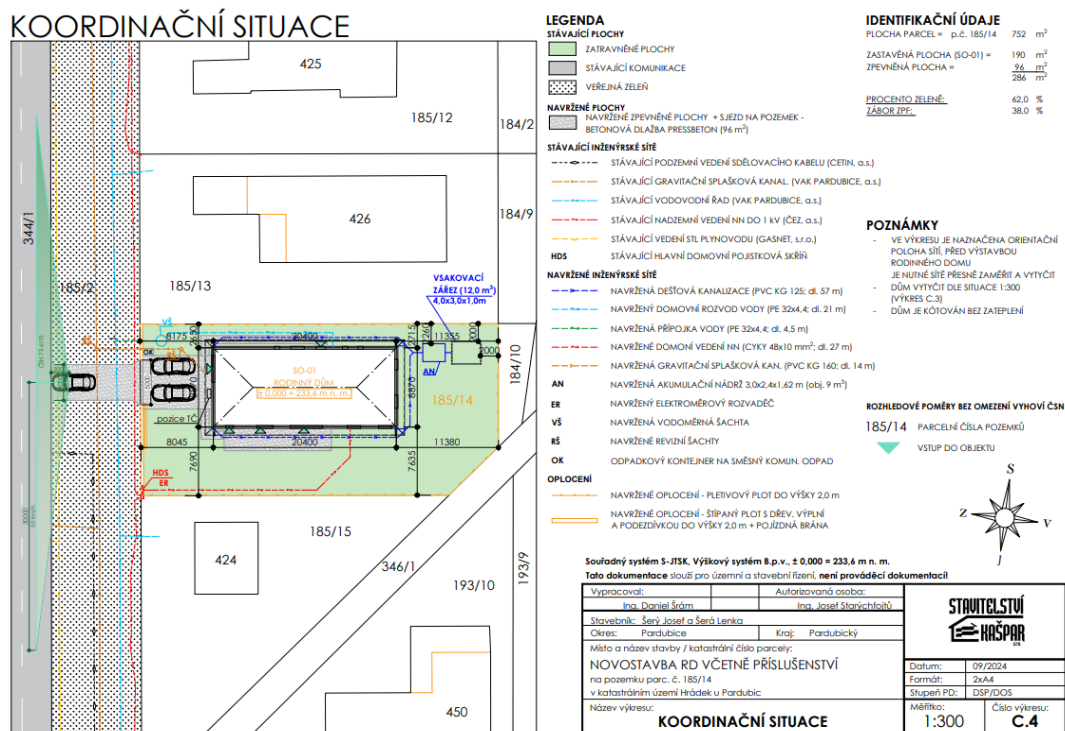 KOORDINAČNÍ SITUACE
425
185/12
184/2
344/1
426
184/9
185/2
185/13
VSAKOVACÍ
ZÁŘEZ (12,0 m³)
4,0x3,0x1,0m
VŠ
8175
20400
11355
2650
2715
2260
2000
2000
OK
RŠ
AN
SO-01
RODINNÝ DŮM
± 0,000 = 233,6 m n. m.
8870
185/14
184/10
pozice TČ
8045
20400
11380
7690
7635
HDS
ER
185/15
424
346/1
193/10
193/9
450
LEGENDA
STÁVAJÍCÍ PLOCHY
ZATRAVNĚNÉ PLOCHY
STÁVAJÍCÍ KOMUNIKACE
VEŘEJNÁ ZELEŇ
NAVRŽENÉ PLOCHY
NAVRŽENÉ ZPEVNĚNÉ PLOCHY + SJEZD NA POZEMEK -
BETONOVÁ DLAŽBA PRESSBETON (96 m²)
STÁVAJÍCÍ INŽENÝRSKÉ SÍTĚ
STÁVAJÍCÍ PODZEMNÍ VEDENÍ SDĚLOVACÍHO KABELU (CETIN, a.s.)
STÁVAJÍCÍ GRAVITAČNÍ SPLAŠKOVÁ KANAL. (VAK PARDUBICE, a.s.)
STÁVAJÍCÍ VODOVODNÍ ŘAD (VAK PARDUBICE, a.s.)
STÁVAJÍCÍ NADZEMNÍ VEDENÍ NN DO 1 kV (ČEZ, a.s.)
STÁVAJÍCÍ VEDENÍ STL PLYNOVODU (GASNET, s.r.o.)
HDS STÁVAJÍCÍ HLAVNÍ DOMOVNÍ POJISTKOVÁ SKŘÍŇ
NAVRŽENÉ INŽENÝRSKÉ SÍTĚ
NAVRŽENÁ DEŠŤOVÁ KANALIZACE (PVC KG 125; dl. 57 m)
NAVRŽENÝ DOMOVNÍ ROZVOD VODY (PE 32x4,4; dl. 21 m)
NAVRŽENÁ PŘÍPOJKA VODY (PE 32x4,4; dl. 4,5 m)
NAVRŽENÉ DOMONÍ VEDENÍ NN (CYKY 4Bx10 mm²; dl. 27 m)
NAVRŽENÁ GRAVITAČNÍ SPLAŠKOVÁ KAN. (PVC KG 160; dl. 14 m)
AN NAVRŽENÁ AKUMULAČNÍ NÁDRŽ 3,0x2,4x1,62 m (obj. 9 m³)
ER NAVRŽENÝ ELEKTROMĚROVÝ ROZVADĚČ
VŠ NAVRŽENÁ VODOMĚRNÁ ŠACHTA
RŠ NAVRŽENÉ REVIZNÍ ŠACHTY
OK ODPADKOVÝ KONTEJNER NA SMĚSNÝ KOMUN. ODPAD
OPLOCENÍ
NAVRŽENÉ OPLOCENÍ - PLETIVOVÝ PLOT DO VÝŠKY 2,0 m
NAVRŽENÉ OPLOCENÍ - ŠTÍPANÝ PLOT S DŘEV. VÝPLNÍ
A PODEZDÍVKOU DO VÝŠKY 2,0 m + POJÍZDNÁ BRÁNA
IDENTIFIKAČNÍ ÚDAJE
PLOCHA PARCEL = p.č. 185/14 752 m²
ZASTAVĚNÁ PLOCHA (SO-01) = 190 m²
ZPEVNĚNÁ PLOCHA = 96 m²
286 m²
PROCENTO ZELENĚ: 62,0 %
ZÁBOR ZPF: 38,0 %
POZNÁMKY
- VE VÝKRESU JE NAZNAČENA ORIENTAČNÍ
POLOHA SÍTÍ, PŘED VÝSTAVBOU
RODINNÉHO DOMU
JE NUTNÉ SÍTĚ PŘESNĚ ZAMĚŘIT A VYTYČIT
- DŮM VYTYČIT DLE SITUACE 1:300
(VÝKRES C.3)
- DŮM JE KÓTOVÁN BEZ ZATEPLENÍ
ROZHLEDOVÉ POMĚRY BEZ OMEZENÍ VYHOVÍ ČSN
185/14 PARCELNÍ ČÍSLA POZEMKŮ
VSTUP DO OBJEKTU
S
Z
V
J
Souřadný systém S-JTSK, Výškový systém B.p.v., ± 0,000 = 233,6 m n. m.
Tato dokumentace slouží pro územní a stavební řízení, není prováděcí dokumentací!
Vypracoval: Autorizovaná osoba:
Ing. Daniel Šrám Ing. Josef Starýchfojtů
Stavebník: Šerý Josef a Šerá Lenka
Okres: Pardubice Kraj: Pardubický
Místo a název stavby / katastrální číslo parcely:
NOVOSTAVBA RD VČETNĚ PŘÍSLUŠENSTVÍ
na pozemku parc. č. 185/14
v katastrálním území Hrádek u Pardubic
Název výkresu:
KOORDINAČNÍ SITUACE
STAVITELSTVÍ
KAŠPAR
s.r.o.
Datum: 09/2024
Formát: 2xA4
Stupeň PD: DSP/DOS
Měřítko: Číslo výkresu:
1:300 C.4